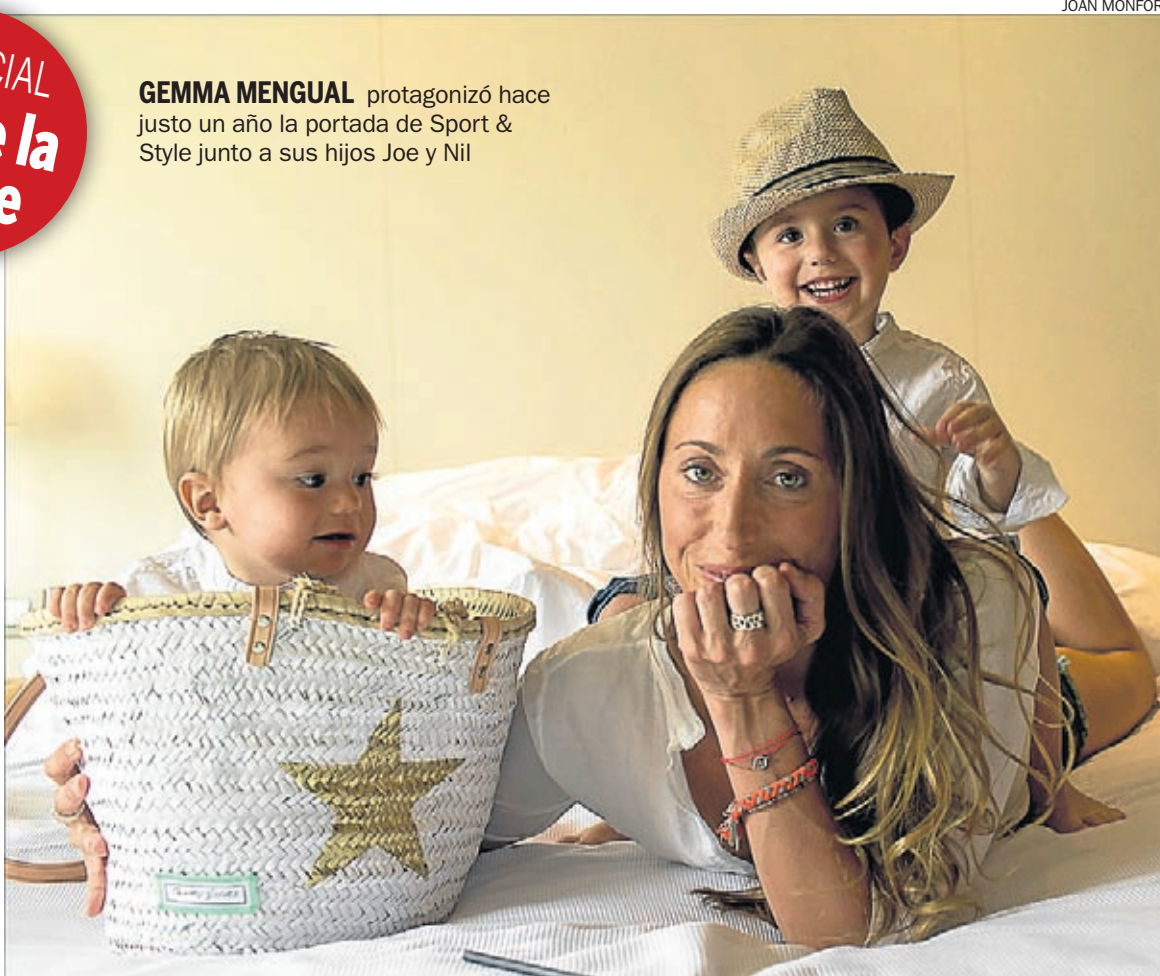 JOAN MONFOR
CIAL
e la
e
GEMMA MENGUAL protagonizó hace
justo un año la portada de Sport &
Style junto a sus hijos Joe y Nil